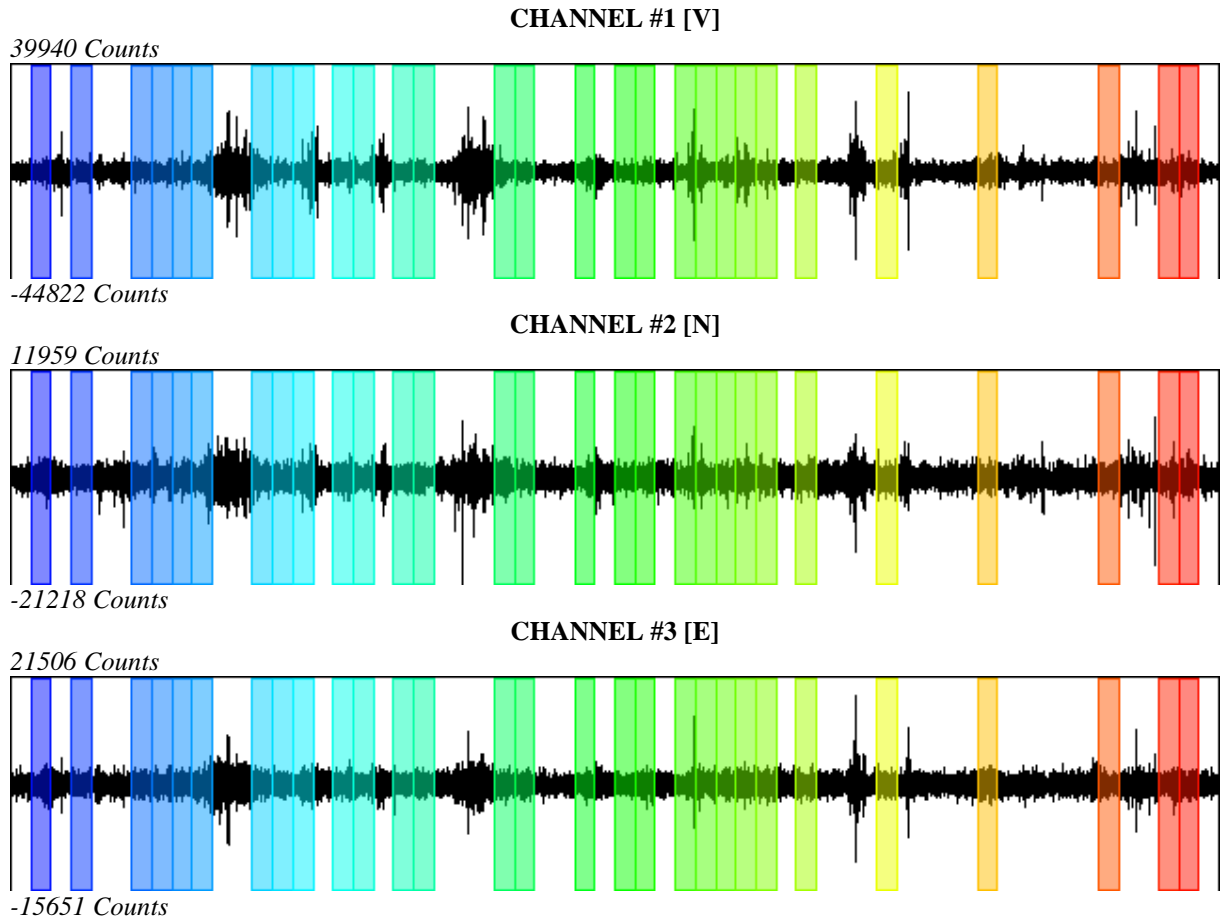 CHANNEL #1 [V]
39940 Counts
-44822 Counts
CHANNEL #2 [N]
11959 Counts
-21218 Counts
CHANNEL #3 [E]
21506 Counts
-15651 Counts